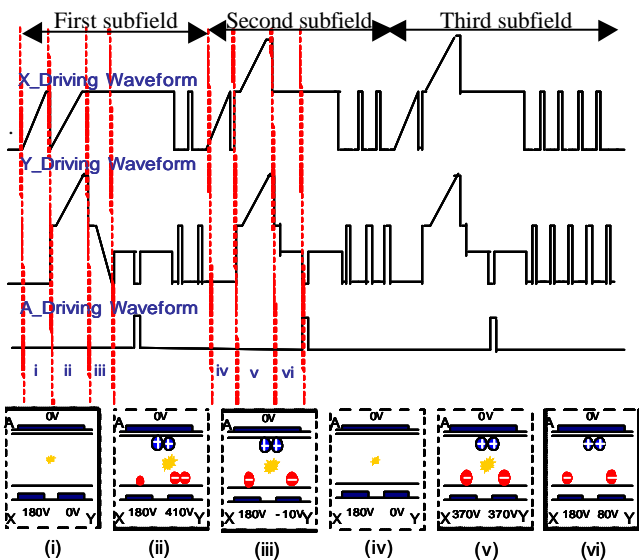 First subfield Second subfield Third subfield
X_Driving Waveform
Y_Driving Waveform
A_Driving Waveform
i ii iii iv v vi
A 0V A 0V A 0V A 0V A 0V A 0V
X 180V 0V Y 180V 410V X 180V -10V Y X 180V 0V Y X 370V 370V Y X 180V 80V Y
(i) (ii) (iii) (iv) (v) (vi)